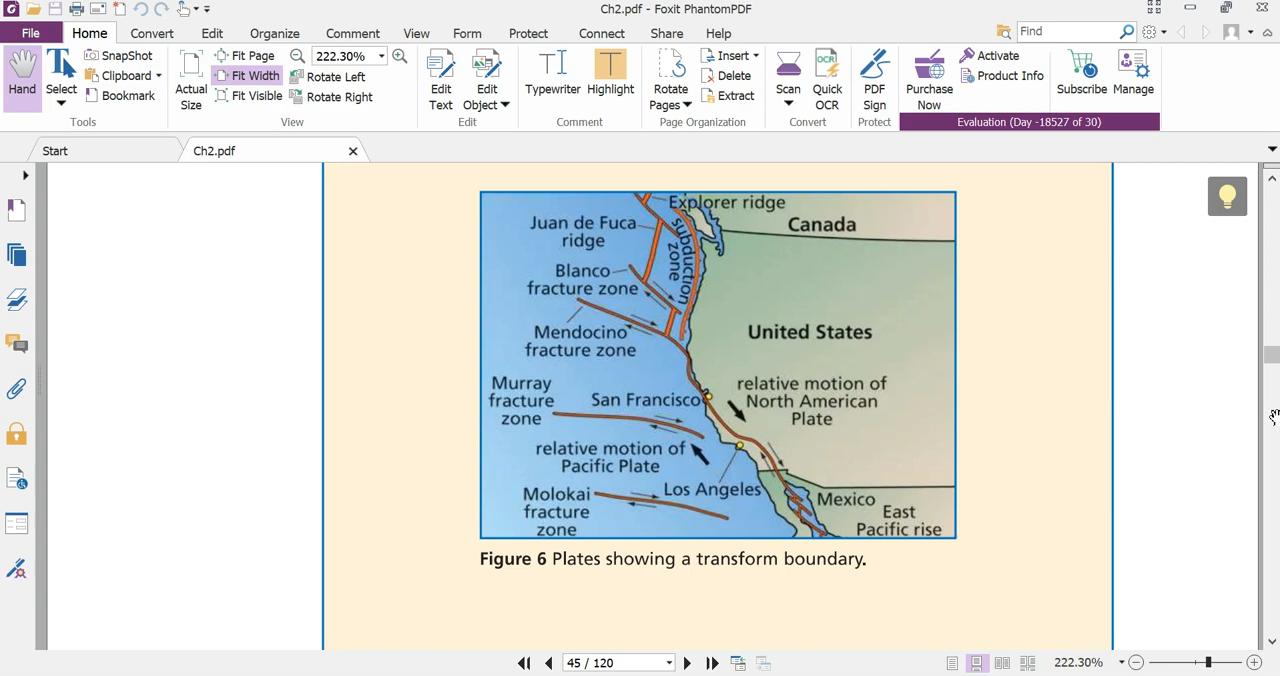 Ch2.pdf - Foxit PhantomPDF
File
Home
Convert
Edit
Organize
Comment
View
Form
Protect
Connect
Share
Help
Find
Hand
Select
SnapShot
Clipboard
Bookmark
Tools
Actual
Size
Fit Page
Fit Width
Fit Visible
222.30%
Rotate Left
Rotate Right
View
Edit
Text
Edit
Object
Edit
Typewriter
Highlight
Comment
Rotate
Pages
Insert
Delete
Extract
Page Organization
Scan
Quick
OCR
OCR
Convert
PDF
Sign
Protect
Purchase
Now
Activate
Product Info
Subscribe
Manage
Evaluation (Day -18527 of 30)
Start
Ch2.pdf
Explorer ridge
Juan de Fuca
ridge
subduction
zone
Canada
Blanco
fracture zone
Mendocino
fracture zone
United States
Murray
fracture
zone
San Francisco
relative motion of
North American
Plate
relative motion of
Pacific Plate
Los Angeles
Molokai
fracture
zone
Mexico
East
Pacific rise
Figure 6 Plates showing a transform boundary.
45 / 120
222.30%